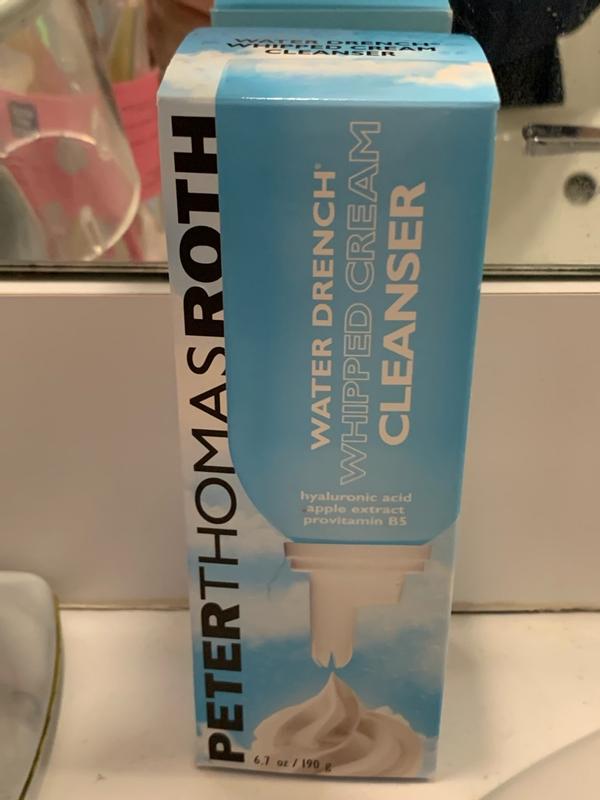 WATER DRENCH®
WHIPPED CREAM
CLEANSER
PETERTHOMASROTH
WATER DRENCH®
WHIPPED CREAM
CLEANSER
hyaluronic acid
apple extract
provitamin B5
6.7 oz / 190 g